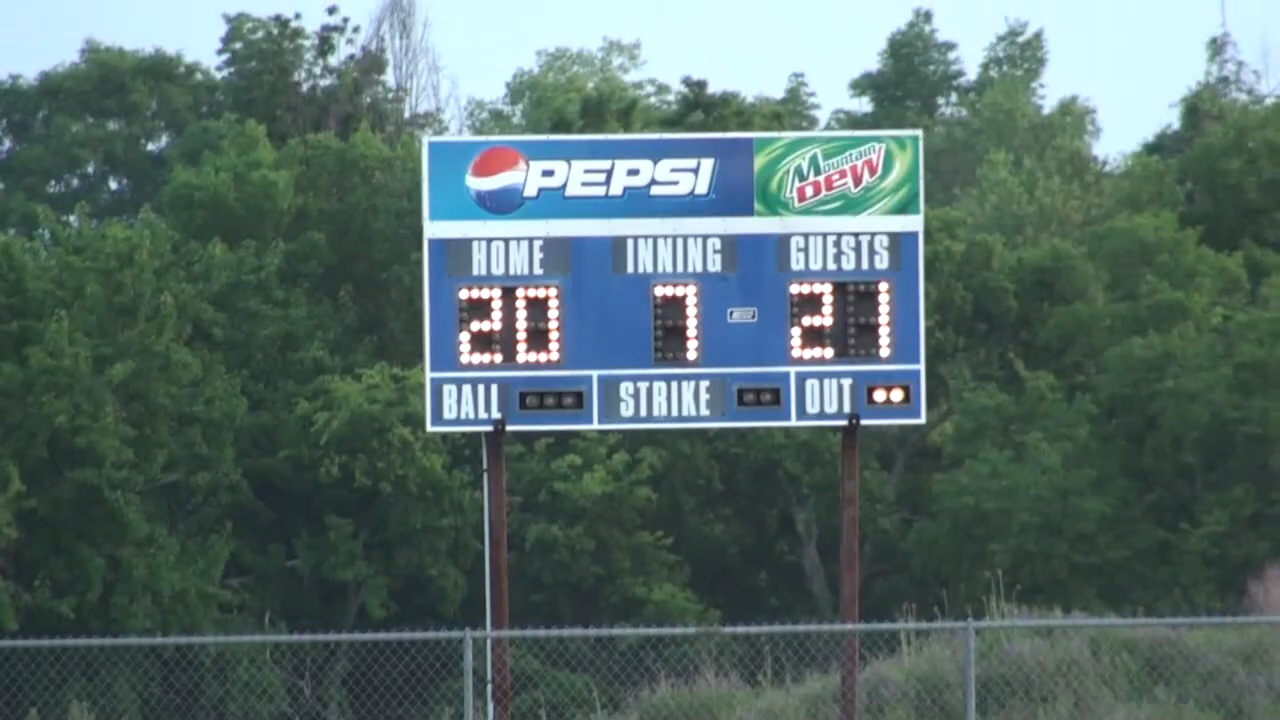 PEPSI Mountain DEW
HOME INNING GUESTS
20 7 21
BALL STRIKE OUT